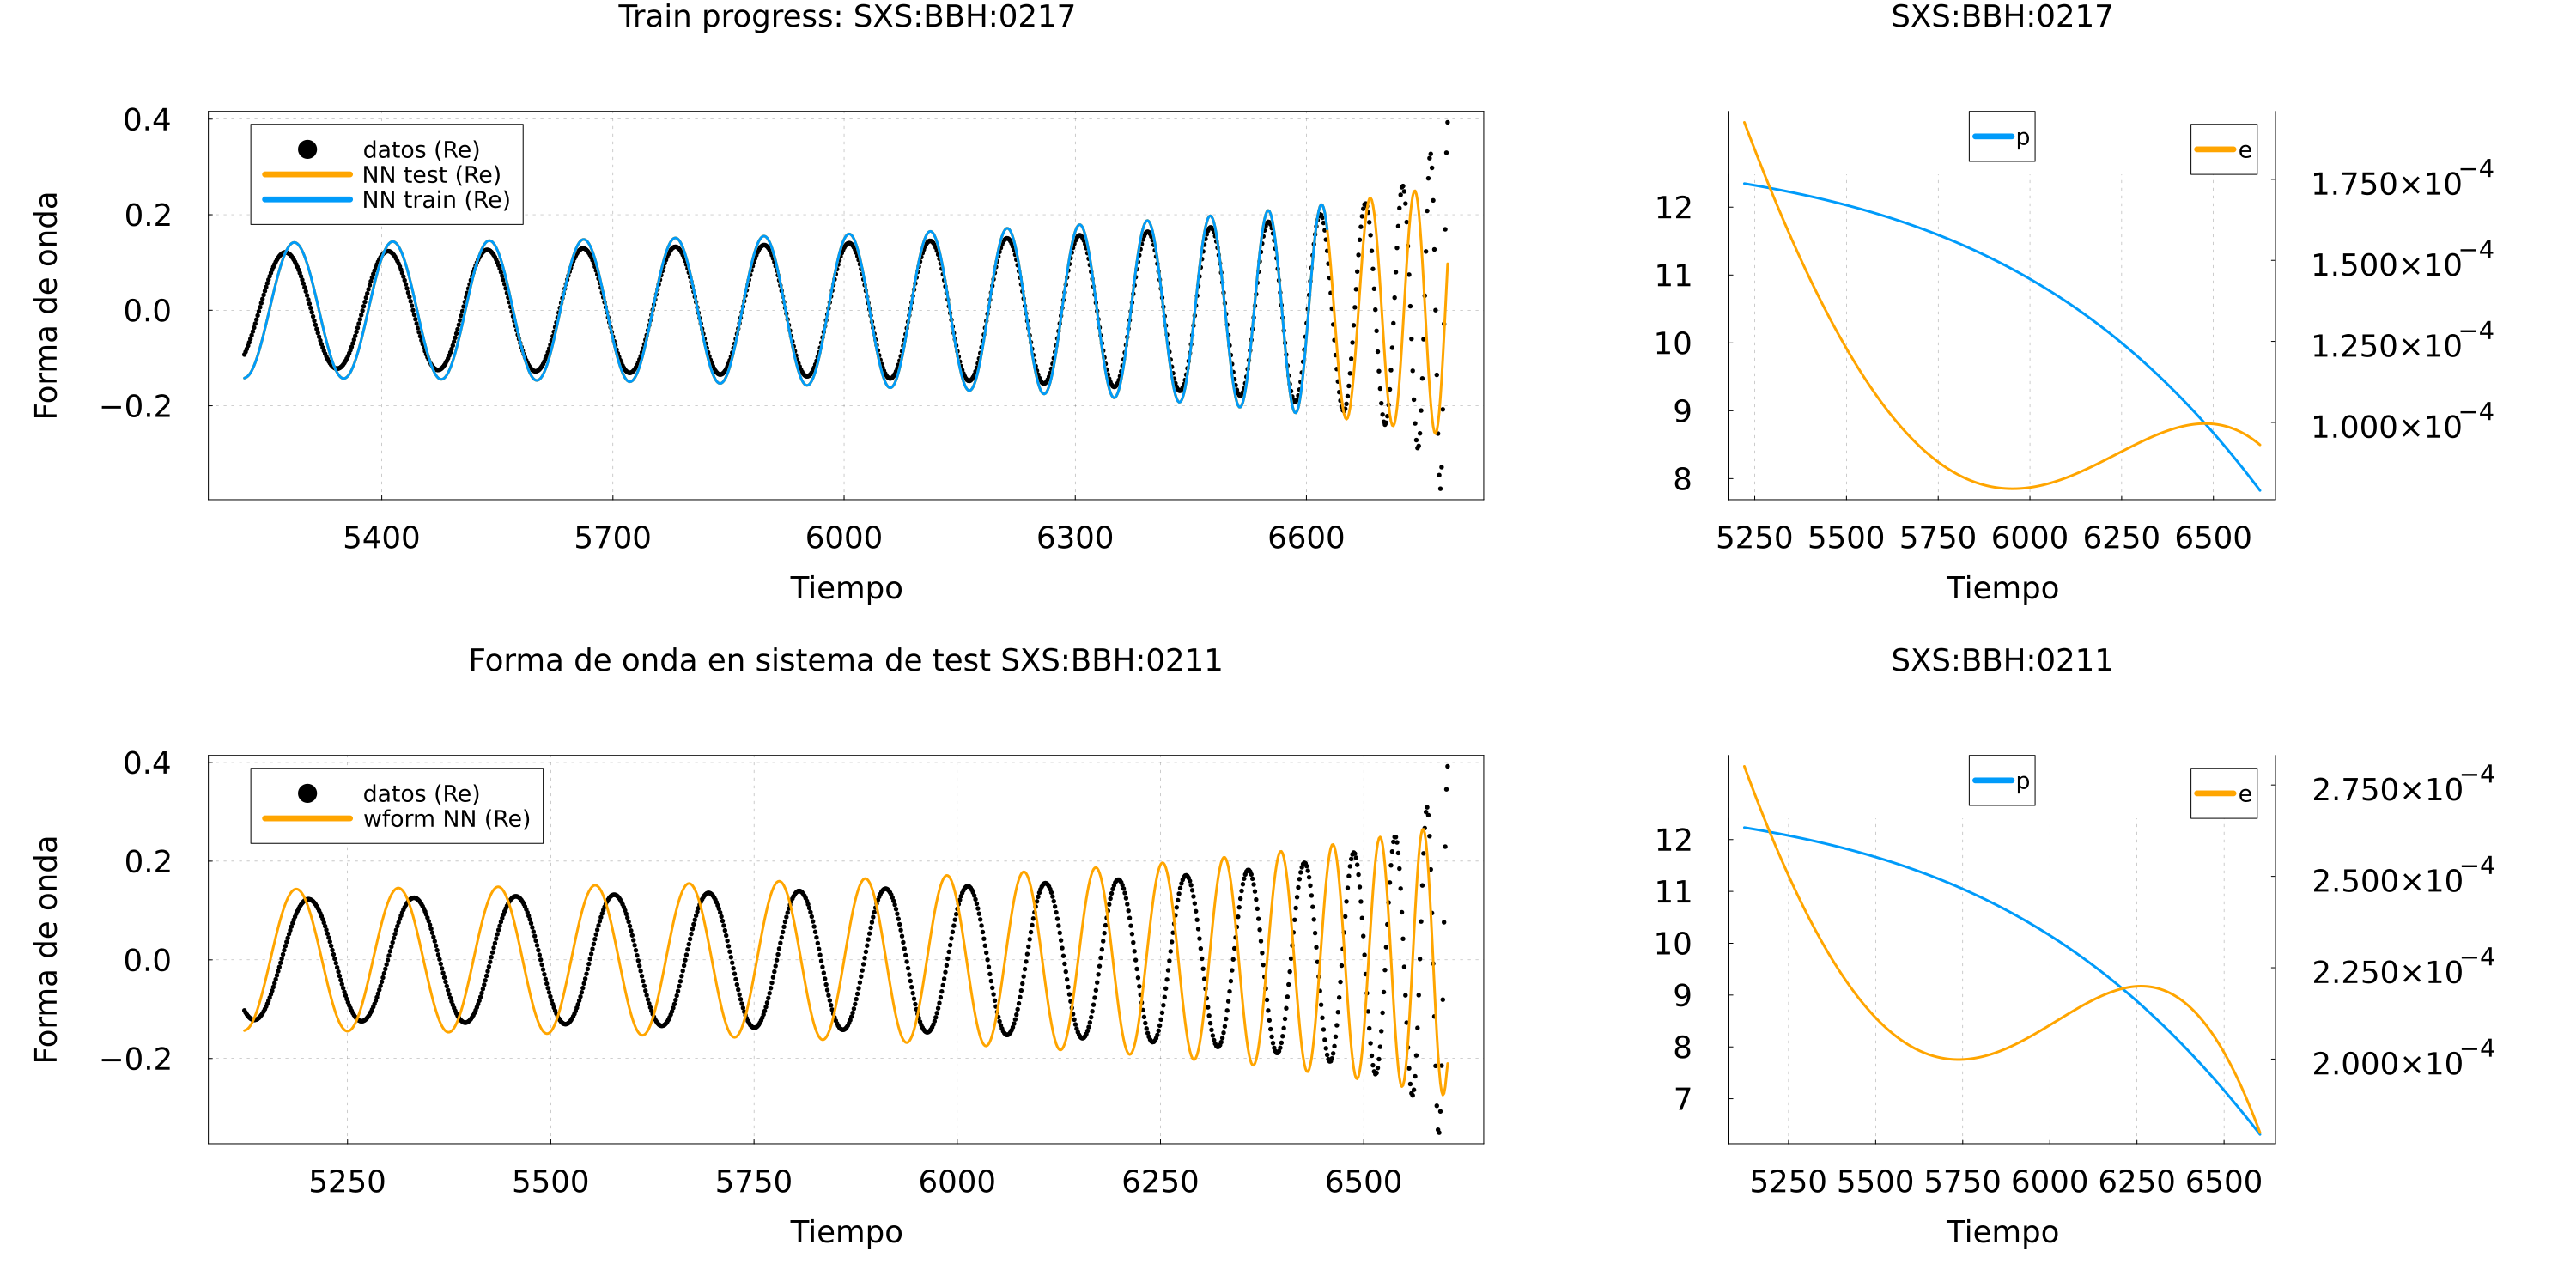 Train progress: SXS:BBH:0217
0.4
0.2
0.0
−0.2
Forma de onda
datos (Re)
NN test (Re)
NN train (Re)
5400 5700 6000 6300 6600
Tiempo
SXS:BBH:0217
12
11
10
9
8
p
e
1.750×10⁻⁴
1.500×10⁻⁴
1.250×10⁻⁴
1.000×10⁻⁴
5250 5500 5750 6000 6250 6500
Tiempo
Forma de onda en sistema de test SXS:BBH:0211
0.4
0.2
0.0
−0.2
Forma de onda
datos (Re)
wform NN (Re)
5250 5500 5750 6000 6250 6500
Tiempo
SXS:BBH:0211
12
11
10
9
8
7
p
e
2.750×10⁻⁴
2.500×10⁻⁴
2.250×10⁻⁴
2.000×10⁻⁴
5250 5500 5750 6000 6250 6500
Tiempo